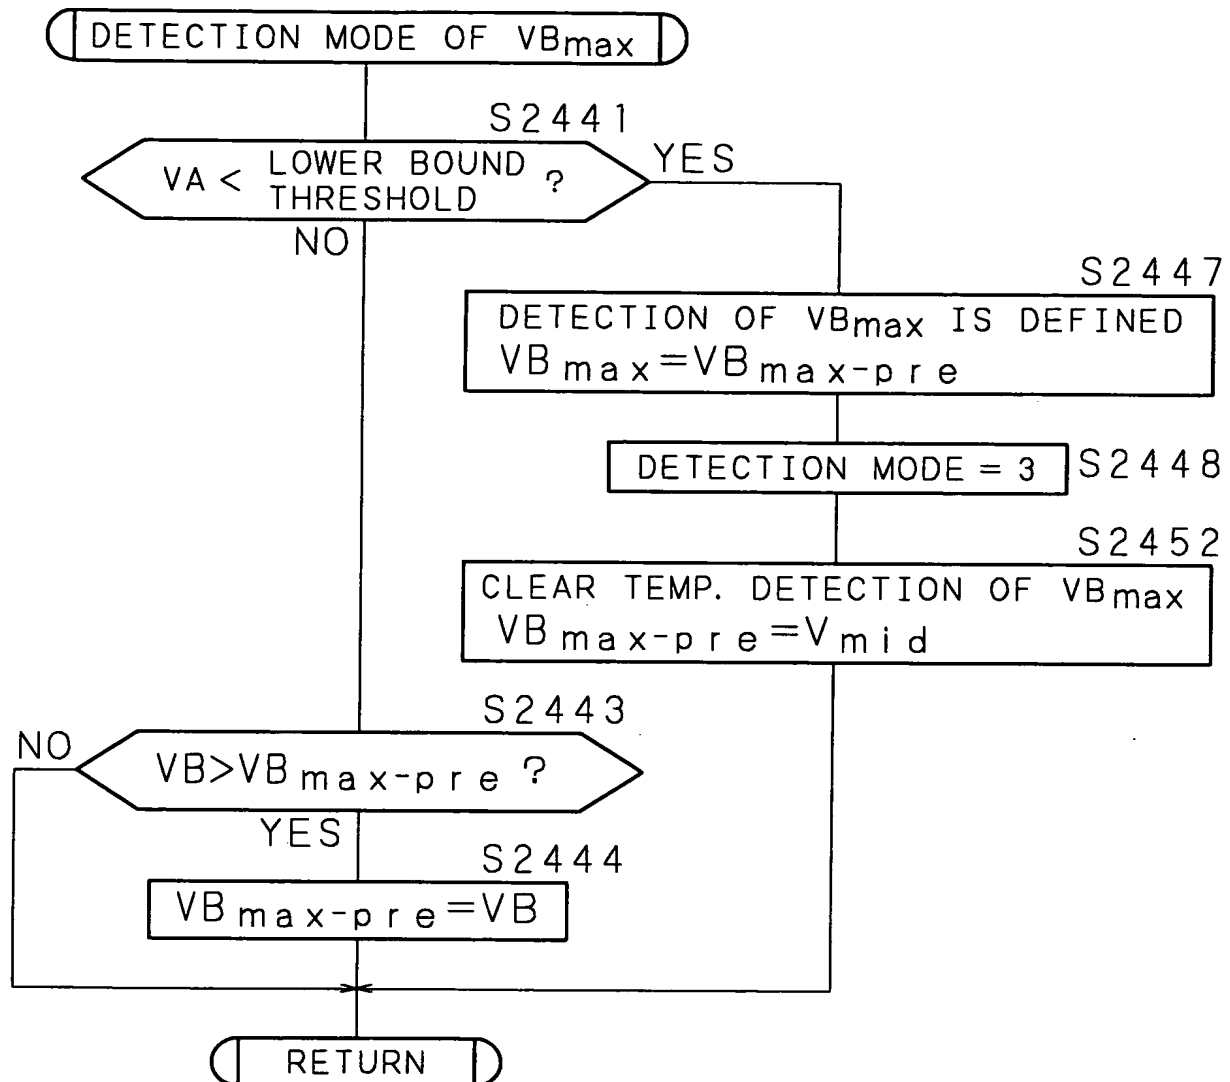 DETECTION MODE OF VBmax
S2441
VA < LOWER BOUND THRESHOLD ?
YES
NO
S2447
DETECTION OF VBmax IS DEFINED
VBmax=VBmax-pre
DETECTION MODE = 3
S2448
S2452
CLEAR TEMP. DETECTION OF VBmax
VBmax-pre=Vmid
S2443
NO
VB>VBmax-pre ?
YES
S2444
VBmax-pre=VB
RETURN